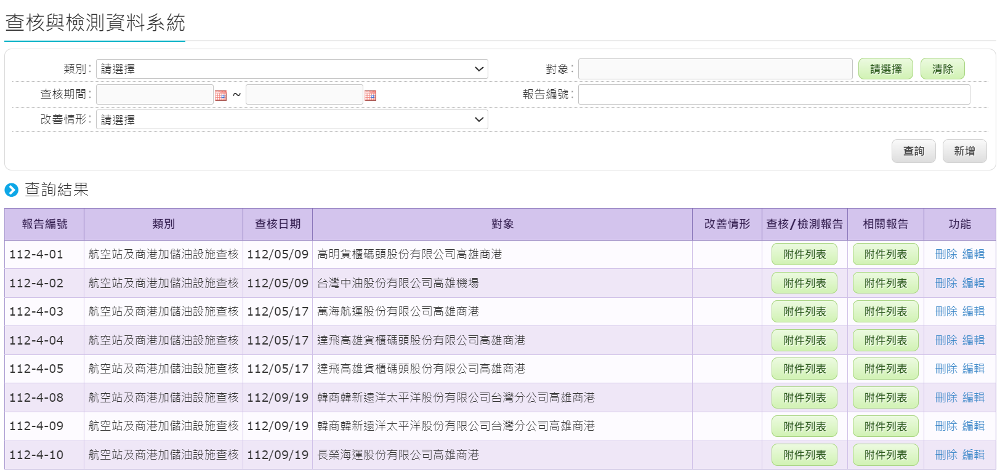 查核與檢測資料系統
類別: 請選擇 對象: 請選擇 清除
查核期間: ~ 報告編號:
改善情形: 請選擇
查詢 新增
查詢結果
報告編號 類別 查核日期 對象 改善情形 查核/檢測報告 相關報告 功能
112-4-01 航空站及商港加儲油設施查核 112/05/09 高明貨櫃碼頭股份有限公司高雄商港 附件列表 附件列表 刪除 編輯
112-4-02 航空站及商港加儲油設施查核 112/05/09 台灣中油股份有限公司高雄機場 附件列表 附件列表 刪除 編輯
112-4-03 航空站及商港加儲油設施查核 112/05/17 萬海航運股份有限公司高雄商港 附件列表 附件列表 刪除 編輯
112-4-04 航空站及商港加儲油設施查核 112/05/17 達飛高雄貨櫃碼頭股份有限公司高雄商港 附件列表 附件列表 刪除 編輯
112-4-05 航空站及商港加儲油設施查核 112/05/17 達飛高雄貨櫃碼頭股份有限公司高雄商港 附件列表 附件列表 刪除 編輯
112-4-08 航空站及商港加儲油設施查核 112/09/19 韓商韓新遠洋太平洋股份有限公司台灣分公司高雄商港 附件列表 附件列表 刪除 編輯
112-4-09 航空站及商港加儲油設施查核 112/09/19 韓商韓新遠洋太平洋股份有限公司台灣分公司高雄商港 附件列表 附件列表 刪除 編輯
112-4-10 航空站及商港加儲油設施查核 112/09/19 長榮海運股份有限公司高雄商港 附件列表 附件列表 刪除 編輯